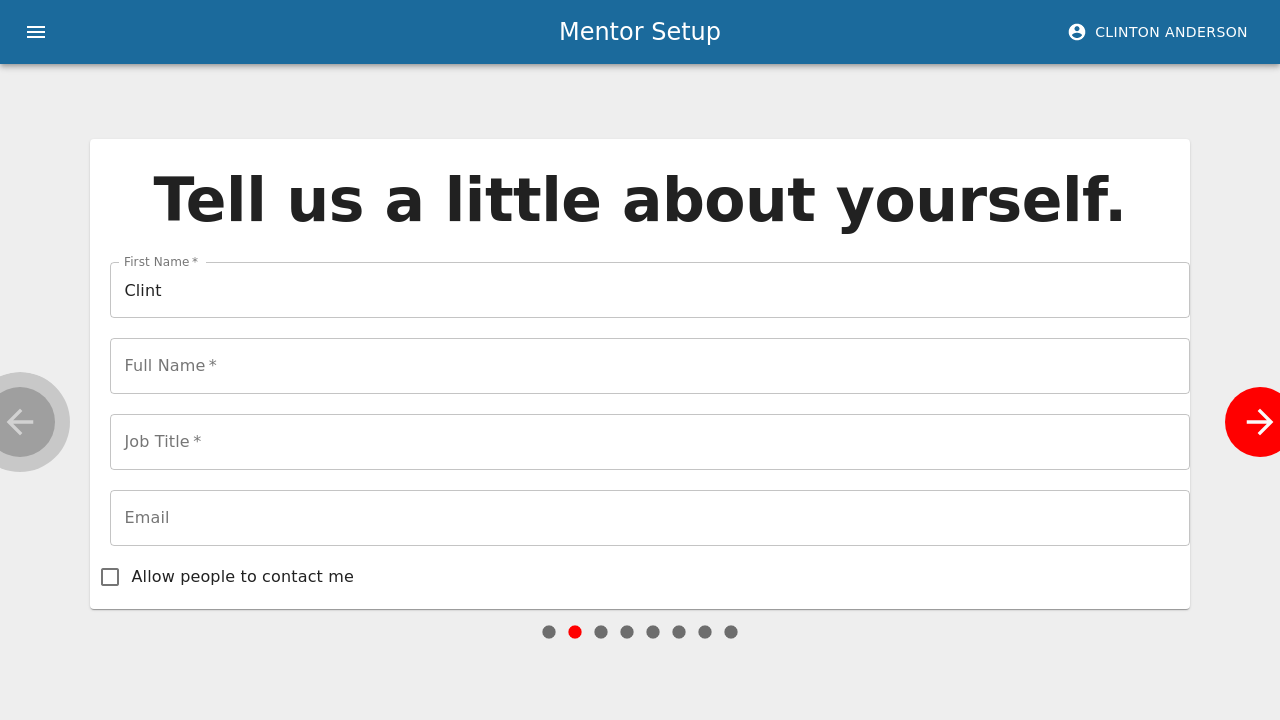 Mentor Setup
CLINTON ANDERSON
Tell us a little about yourself.
First Name *
Clint
Full Name *
Job Title *
Email
Allow people to contact me